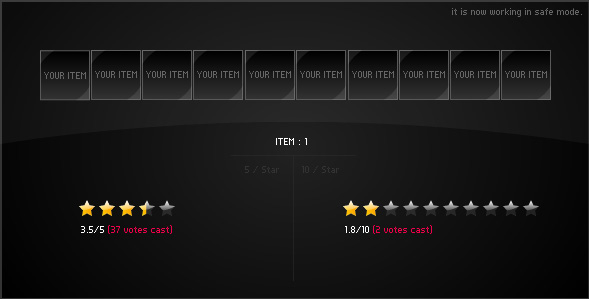 it is now working in safe mode.
YOUR ITEM YOUR ITEM YOUR ITEM YOUR ITEM YOUR ITEM YOUR ITEM YOUR ITEM YOUR ITEM YOUR ITEM YOUR ITEM
ITEM : 1
5 / Star 10 / Star
3.5/5 (37 votes cast) 1.8/10 (2 votes cast)